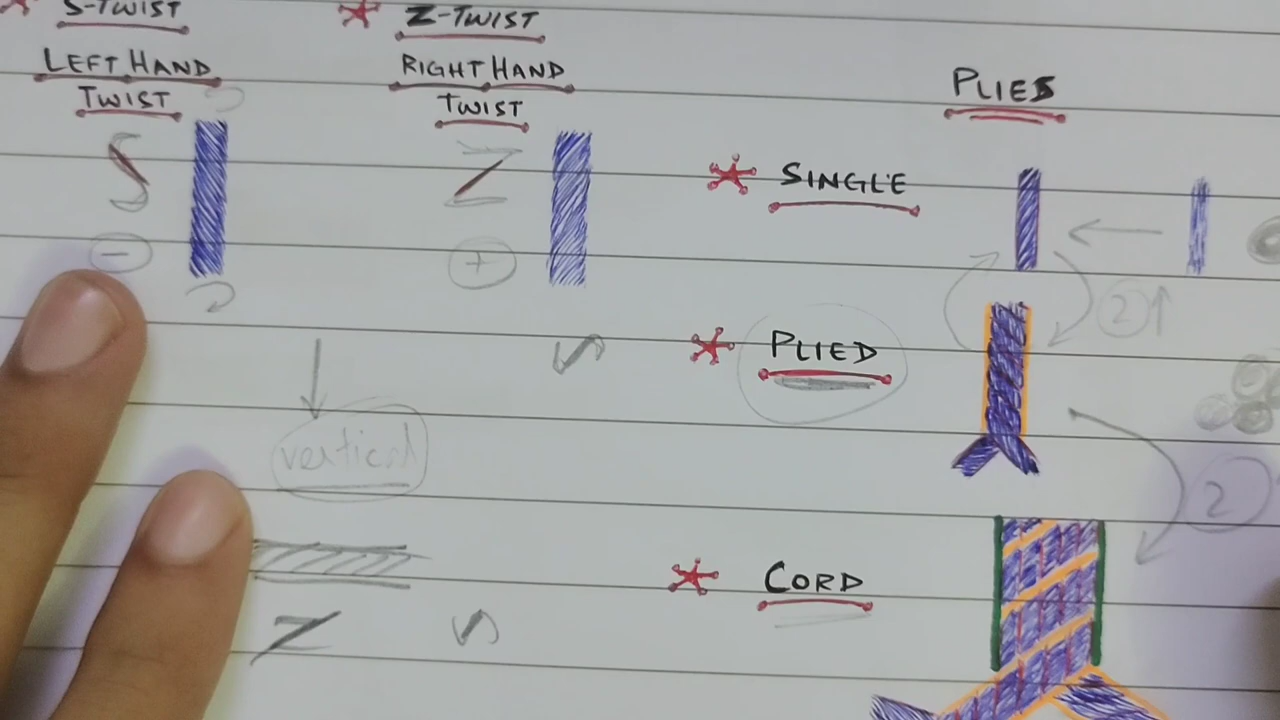 S-TWIST
LEFT HAND
TWIST
S
−
Z-TWIST
RIGHT HAND
TWIST
Z
+
vertical
Z
S
S
PLIES
SINGLE
2
PLIED
2
CORD